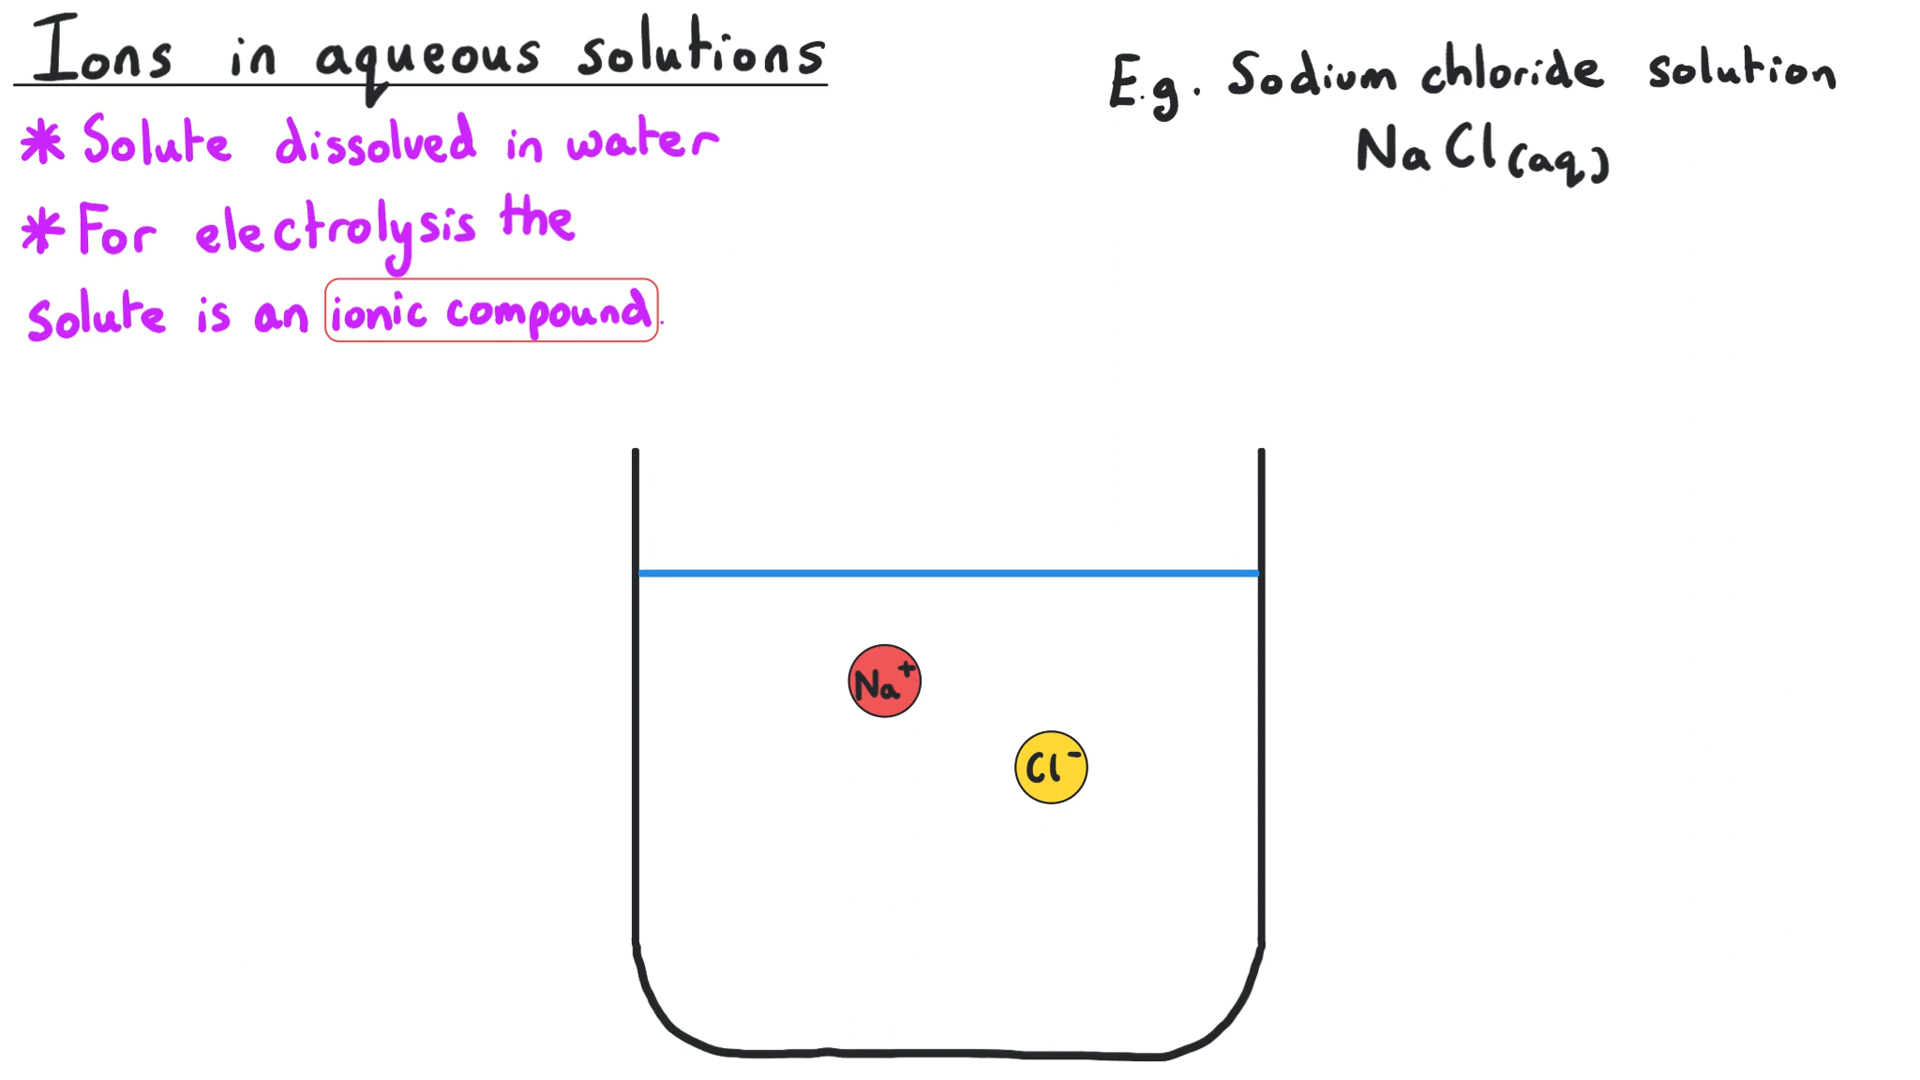 Ions in aqueous solutions
* Solute dissolved in water
* For electrolysis the
solute is an ionic compound.
E.g. Sodium chloride solution
NaCl(aq)
Na⁺
Cl⁻